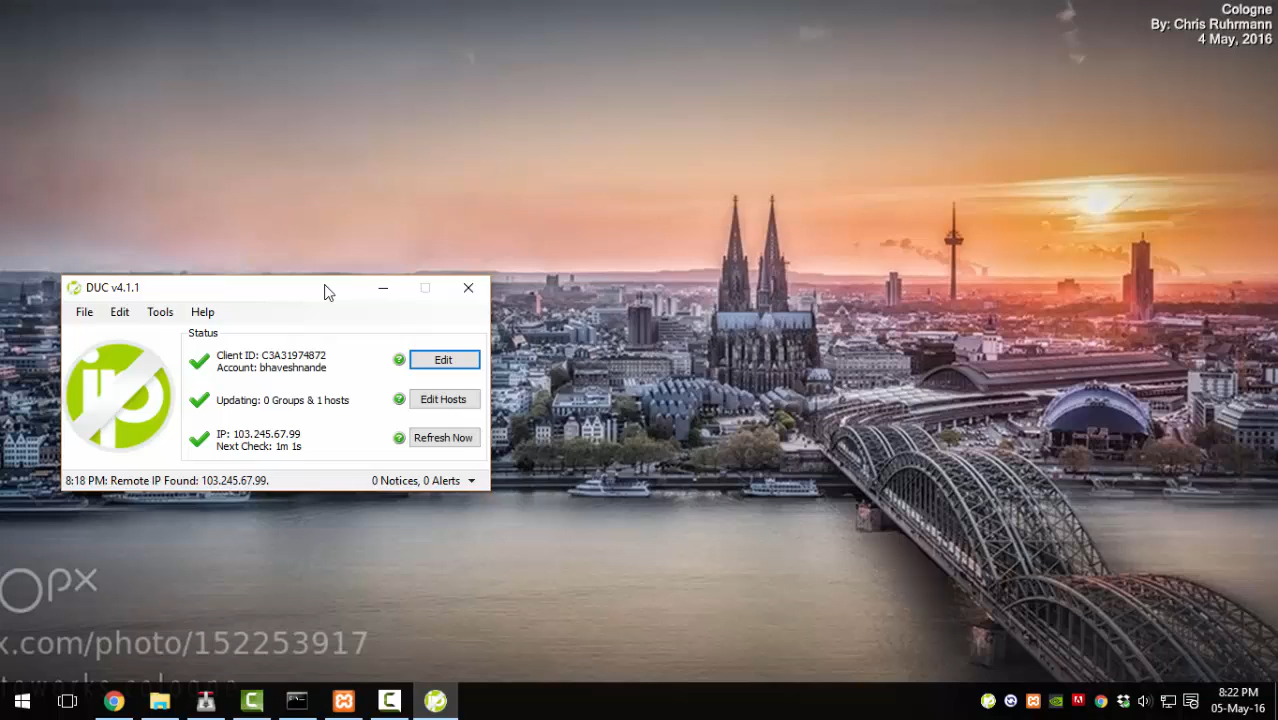 Cologne
By: Chris Ruhrmann
4 May, 2016
DUC v4.1.1
File Edit Tools Help
Status
Client ID: C3A31974872
Account: bhaveshnande
Edit
Updating: 0 Groups & 1 hosts
Edit Hosts
IP: 103.245.67.99
Next Check: 1m 1s
Refresh Now
8:18 PM: Remote IP Found: 103.245.67.99.
0 Notices, 0 Alerts
px
x.com/photo/152253917
8:22 PM
05-May-16